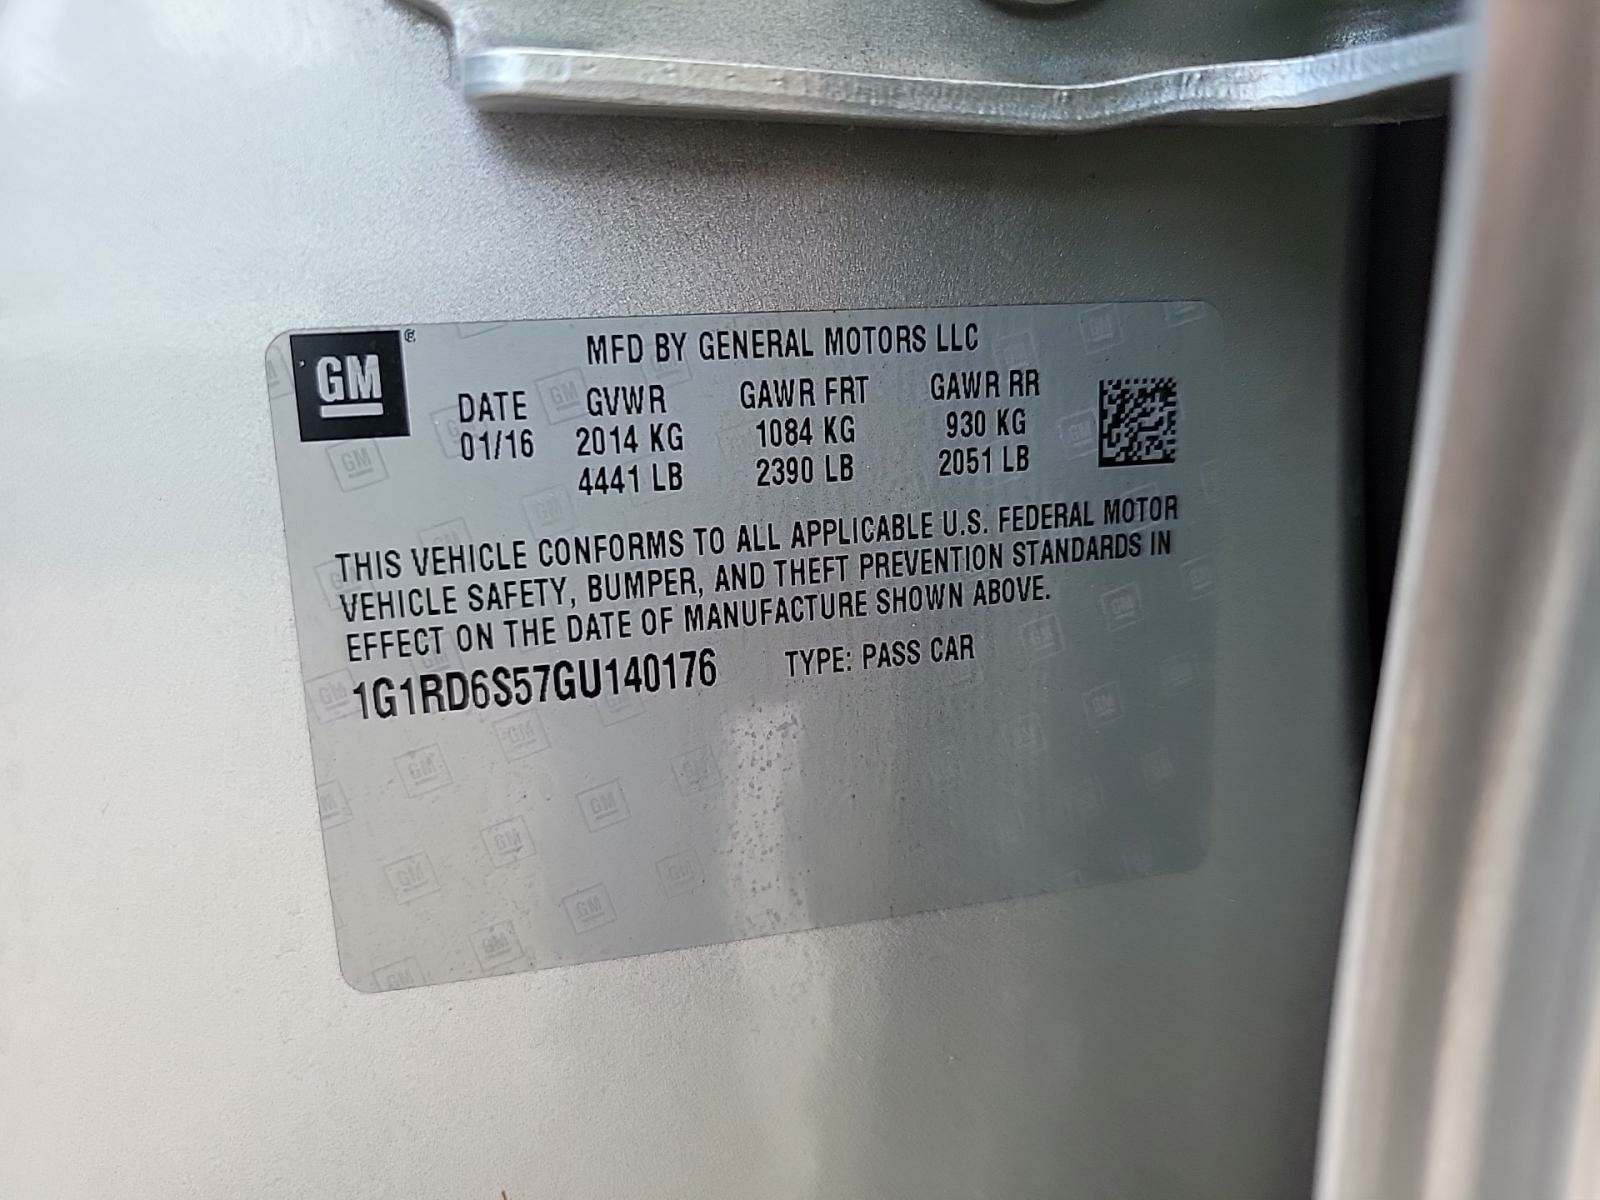 GM ®
MFD BY GENERAL MOTORS LLC
DATE GVWR GAWR FRT GAWR RR
01/16 2014 KG 1084 KG 930 KG
4441 LB 2390 LB 2051 LB
THIS VEHICLE CONFORMS TO ALL APPLICABLE U.S. FEDERAL MOTOR
VEHICLE SAFETY, BUMPER, AND THEFT PREVENTION STANDARDS IN
EFFECT ON THE DATE OF MANUFACTURE SHOWN ABOVE.
1G1RD6S57GU140176 TYPE: PASS CAR